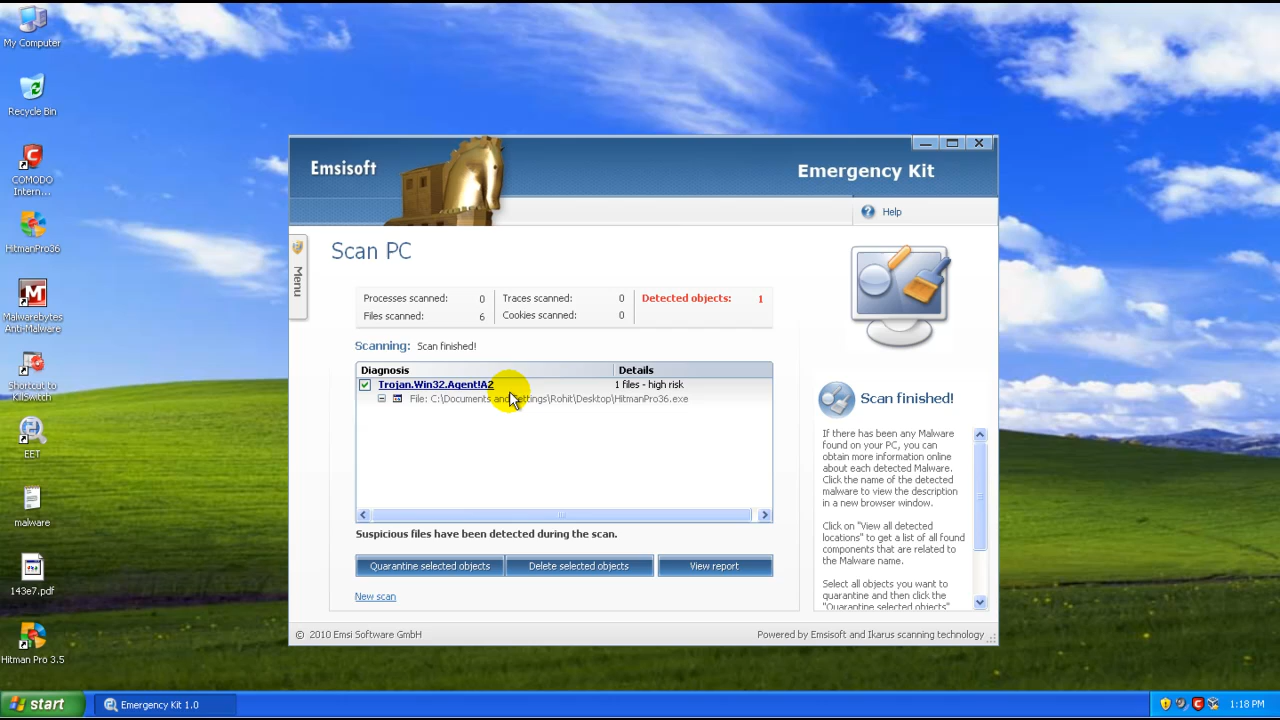 My Computer
Recycle Bin
COMODO
Intern...
HitmanPro36
Malwarebytes
Anti-Malware
Shortcut to
KillSwitch
EET
malware
143e7.pdf
Hitman Pro 3.5
Emsisoft
Emergency Kit
Help
Menu
Scan PC
Processes scanned: 0
Traces scanned: 0
Detected objects: 1
Files scanned: 6
Cookies scanned: 0
Scanning: Scan finished!
Diagnosis Details
Trojan.Win32.Agent!A2 1 files - high risk
File: C:\Documents and Settings\Rohit\Desktop\HitmanPro36.exe
Suspicious files have been detected during the scan.
Quarantine selected objects
Delete selected objects
View report
New scan
Scan finished!
If there has been any Malware
found on your PC, you can
obtain more information online
about each detected Malware.
Click the name of the detected
malware to view the description
in a new browser window.
Click on "View all detected
locations" to get a list of all found
components that are related to
the Malware name.
Select all objects you want to
quarantine and then click the
"Quarantine selected objects"
© 2010 Emsi Software GmbH
Powered by Emsisoft and Ikarus scanning technology
start
Emergency Kit 1.0
1:18 PM